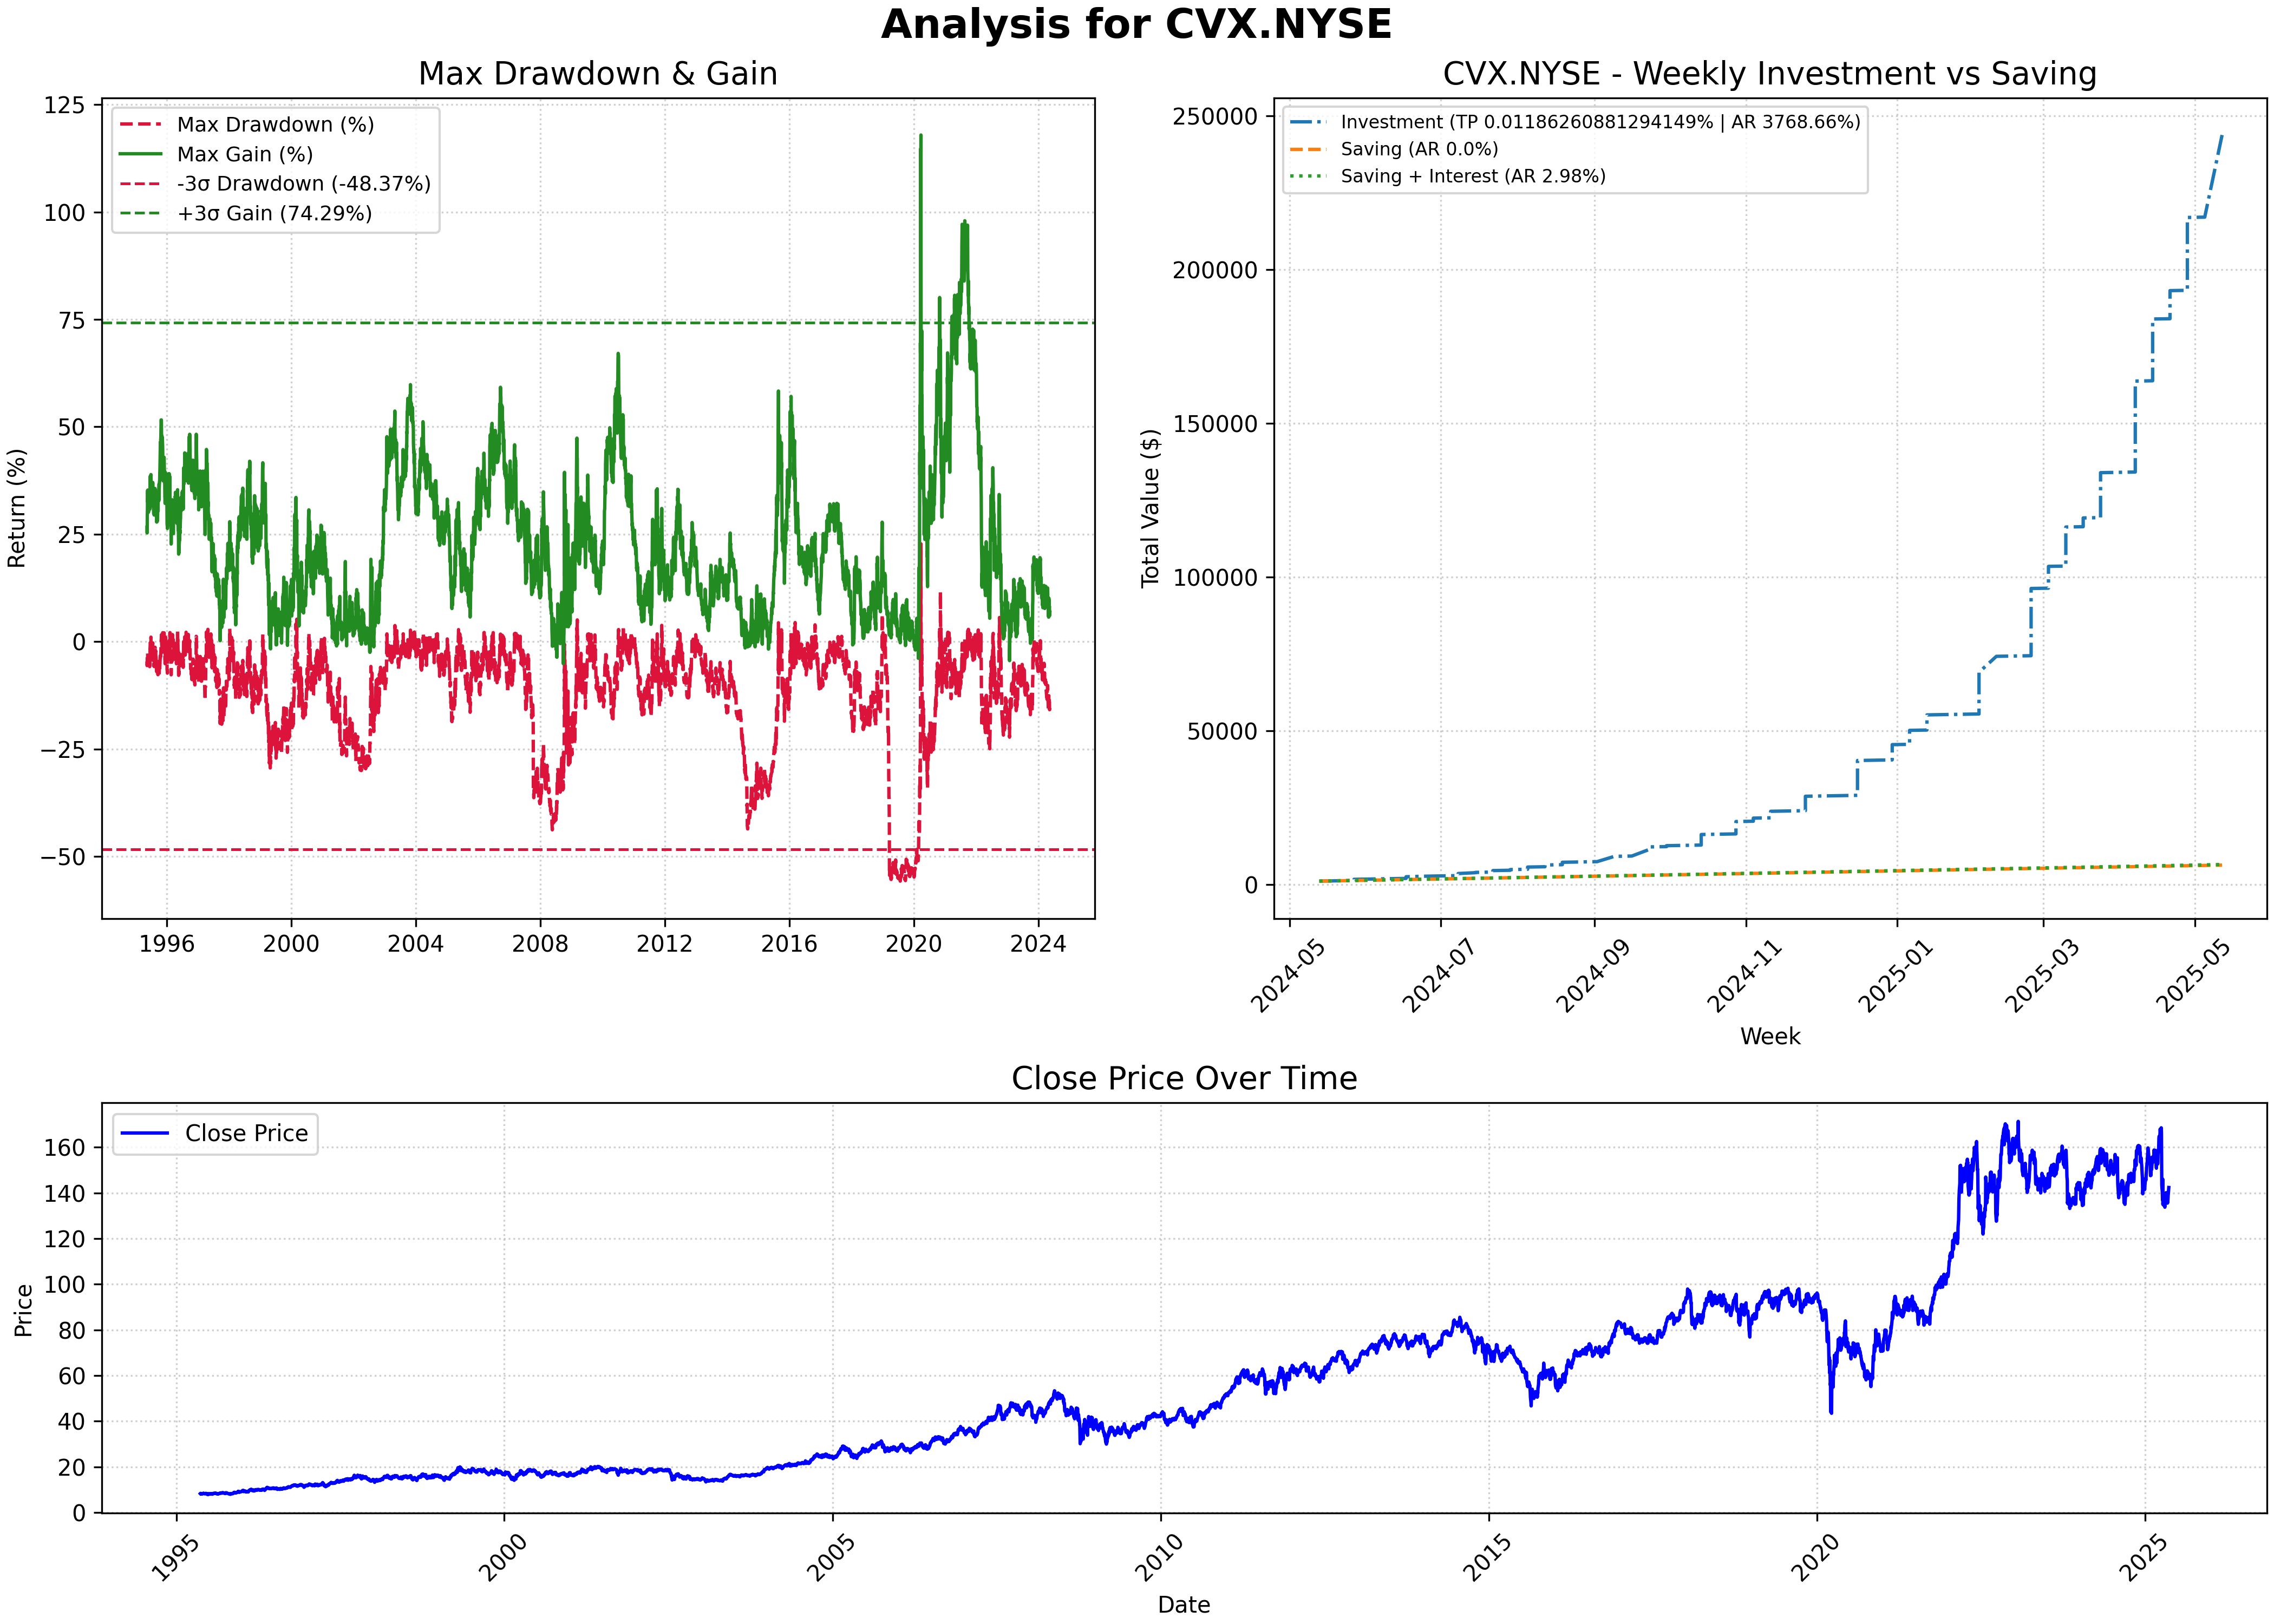 Analysis for CVX.NYSE
Max Drawdown & Gain
Max Drawdown (%)
Max Gain (%)
-3σ Drawdown (-48.37%)
+3σ Gain (74.29%)
125
100
75
50
25
0
−25
−50
Return (%)
1996
2000
2004
2008
2012
2016
2020
2024
CVX.NYSE - Weekly Investment vs Saving
Investment (TP 0.01186260881294149% | AR 3768.66%)
Saving (AR 0.0%)
Saving + Interest (AR 2.98%)
250000
200000
150000
100000
50000
0
Total Value ($)
2024-05
2024-07
2024-09
2024-11
2025-01
2025-03
2025-05
Week
Close Price Over Time
Close Price
160
140
120
100
80
60
40
20
0
Price
1995
2000
2005
2010
2015
2020
2025
Date